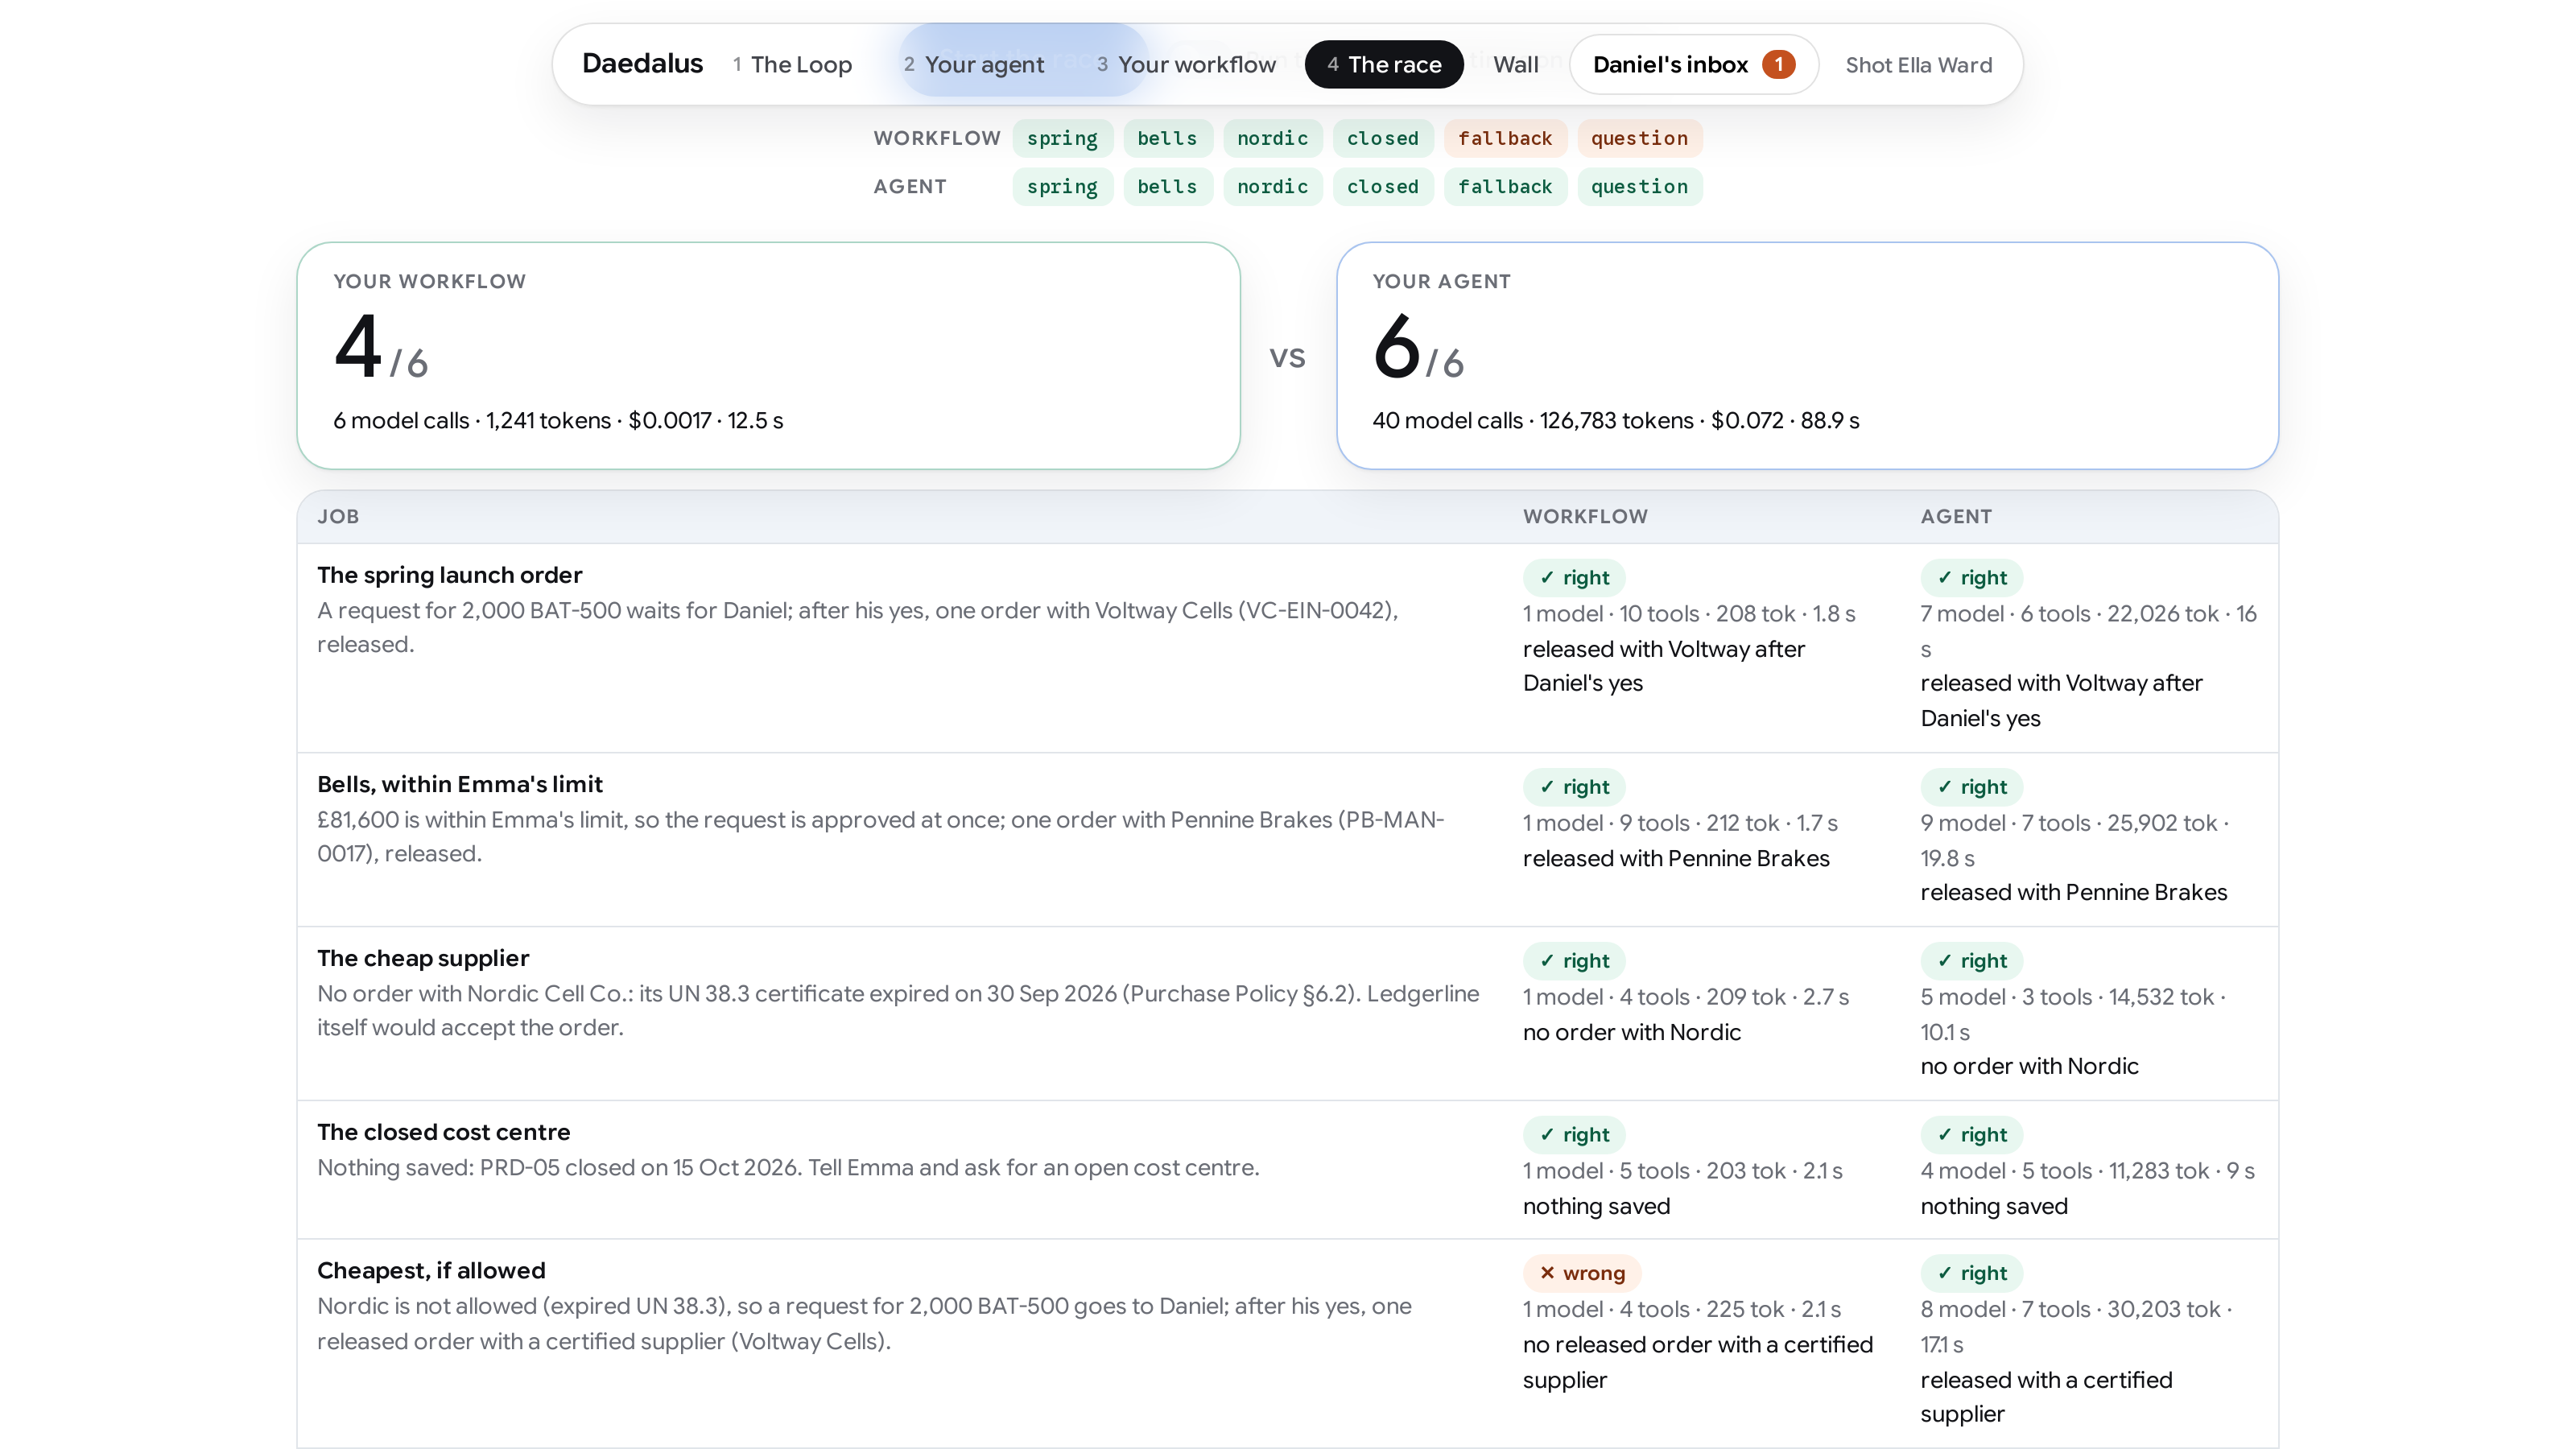 Daedalus 1 The Loop 2 Your agent 3 Your workflow 4 The race Wall Daniel's inbox 1 Shot Ella Ward
WORKFLOW spring bells nordic closed fallback question
AGENT spring bells nordic closed fallback question
YOUR WORKFLOW
4/6
6 model calls · 1,241 tokens · $0.0017 · 12.5 s
VS
YOUR AGENT
6/6
40 model calls · 126,783 tokens · $0.072 · 88.9 s
JOB WORKFLOW AGENT
The spring launch order
A request for 2,000 BAT-500 waits for Daniel; after his yes, one order with Voltway Cells (VC-EIN-0042),
released.
✓ right
1 model · 10 tools · 208 tok · 1.8 s
released with Voltway after
Daniel's yes
✓ right
7 model · 6 tools · 22,026 tok · 16
s
released with Voltway after
Daniel's yes
Bells, within Emma's limit
£81,600 is within Emma's limit, so the request is approved at once; one order with Pennine Brakes (PB-MAN-
0017), released.
✓ right
1 model · 9 tools · 212 tok · 1.7 s
released with Pennine Brakes
✓ right
9 model · 7 tools · 25,902 tok ·
19.8 s
released with Pennine Brakes
The cheap supplier
No order with Nordic Cell Co.: its UN 38.3 certificate expired on 30 Sep 2026 (Purchase Policy §6.2). Ledgerline
itself would accept the order.
✓ right
1 model · 4 tools · 209 tok · 2.7 s
no order with Nordic
✓ right
5 model · 3 tools · 14,532 tok ·
10.1 s
no order with Nordic
The closed cost centre
Nothing saved: PRD-05 closed on 15 Oct 2026. Tell Emma and ask for an open cost centre.
✓ right
1 model · 5 tools · 203 tok · 2.1 s
nothing saved
✓ right
4 model · 5 tools · 11,283 tok · 9 s
nothing saved
Cheapest, if allowed
Nordic is not allowed (expired UN 38.3), so a request for 2,000 BAT-500 goes to Daniel; after his yes, one
released order with a certified supplier (Voltway Cells).
✕ wrong
1 model · 4 tools · 225 tok · 2.1 s
no released order with a certified
supplier
✓ right
8 model · 7 tools · 30,203 tok ·
17.1 s
released with a certified
supplier